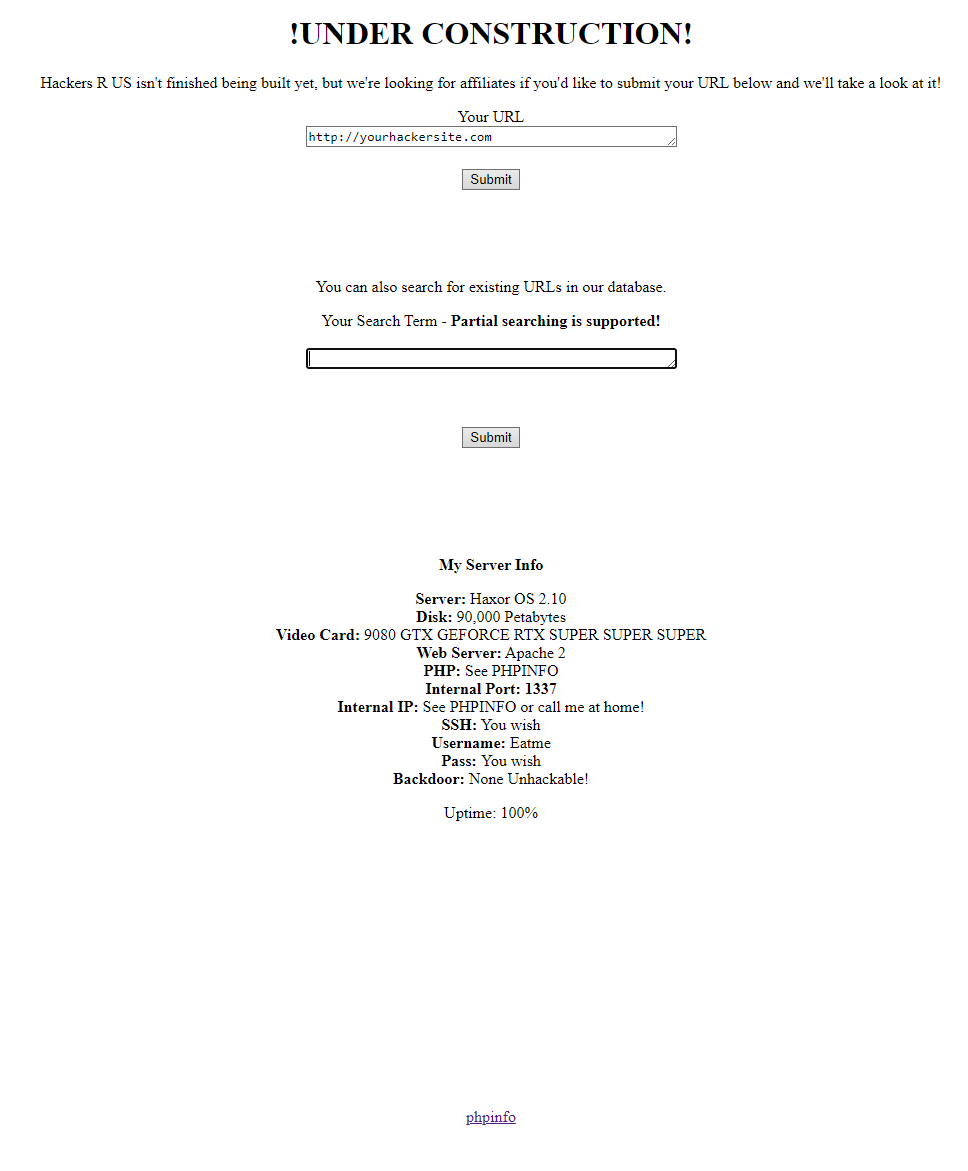 !UNDER CONSTRUCTION!
Hackers R US isn't finished being built yet, but we're looking for affiliates if you'd like to submit your URL below and we'll take a look at it!
Your URL
http://yourhackersite.com
Submit
You can also search for existing URLs in our database.
Your Search Term - Partial searching is supported!
Submit
My Server Info
Server: Haxor OS 2.10
Disk: 90,000 Petabytes
Video Card: 9080 GTX GEFORCE RTX SUPER SUPER SUPER
Web Server: Apache 2
PHP: See PHPINFO
Internal Port: 1337
Internal IP: See PHPINFO or call me at home!
SSH: You wish
Username: Eatme
Pass: You wish
Backdoor: None Unhackable!
Uptime: 100%
phpinfo